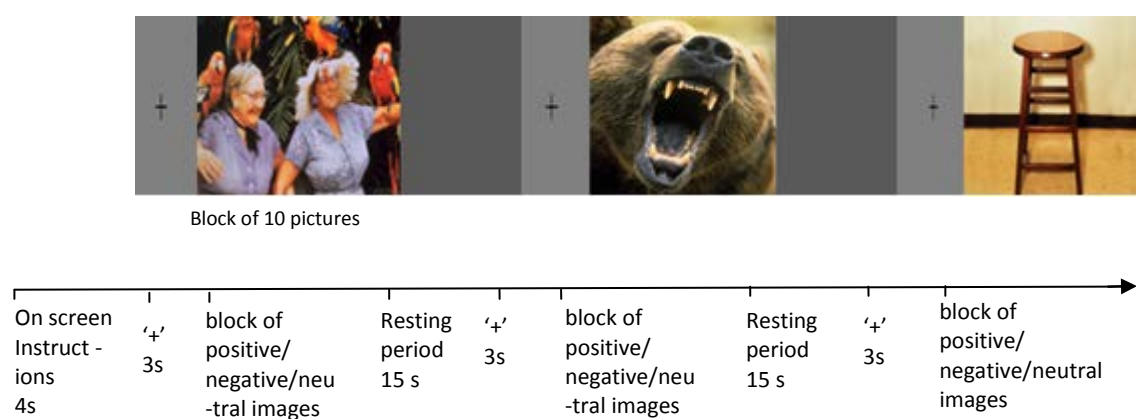 Block of 10 pictures
On screen
Instruct -
ions
4s
‘+’
3s
block of
positive/
negative/neu
-tral images
Resting
period
15 s
‘+’
3s
block of
positive/
negative/neu
-tral images
Resting
period
15 s
‘+’
3s
block of
positive/
negative/neutral
images